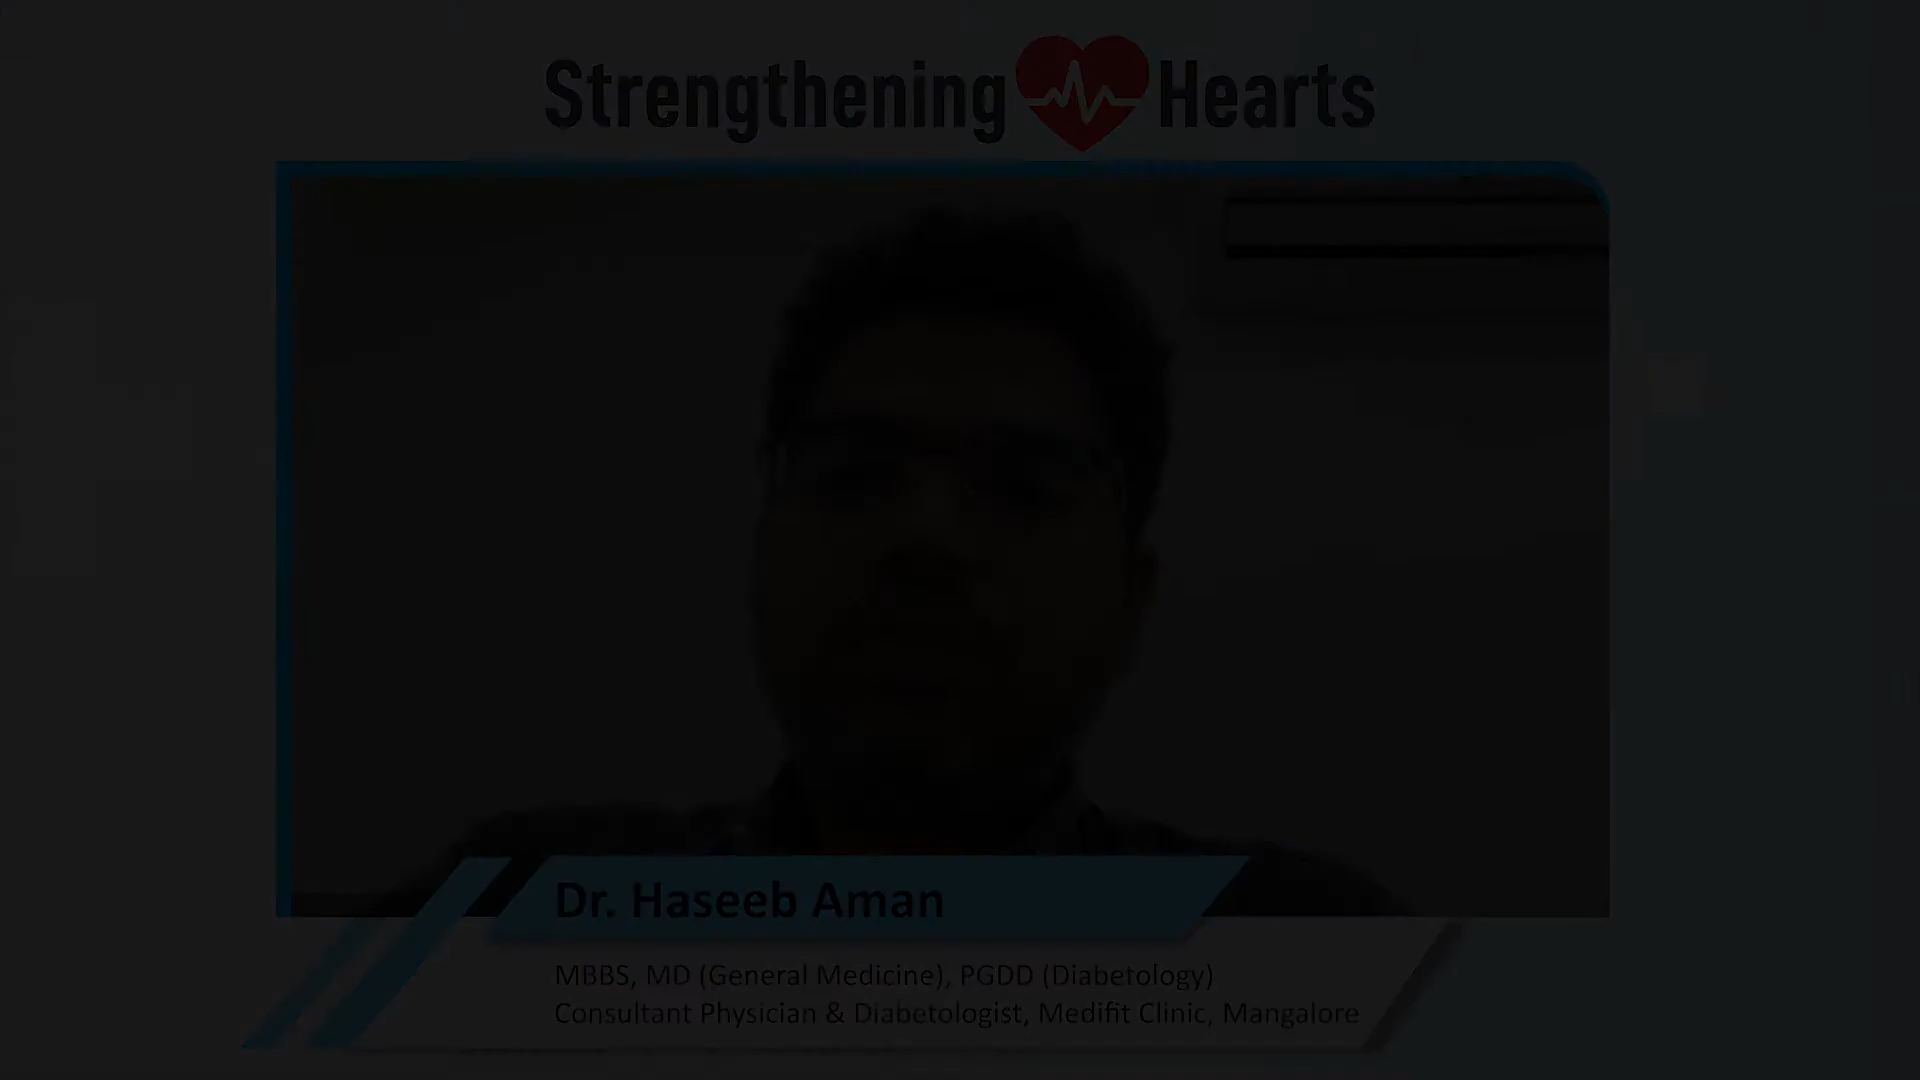 Strengthening Hearts
Dr. Haseeb Aman
MBBS, MD (General Medicine), PGDD (Diabetology)
Consultant Physician & Diabetologist, Medifit Clinic, Mangalore